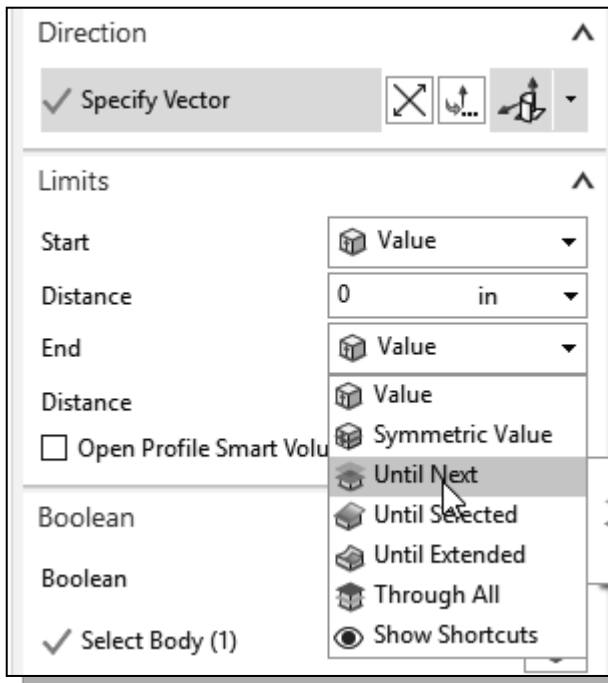 Direction
Specify Vector
Limits
Start Value
Distance 0 in
End Value
Distance Value
Symmetric Value
Open Profile Smart Volu
Until Next
Until Selected
Boolean
Until Extended
Boolean
Through All
Select Body (1) Show Shortcuts